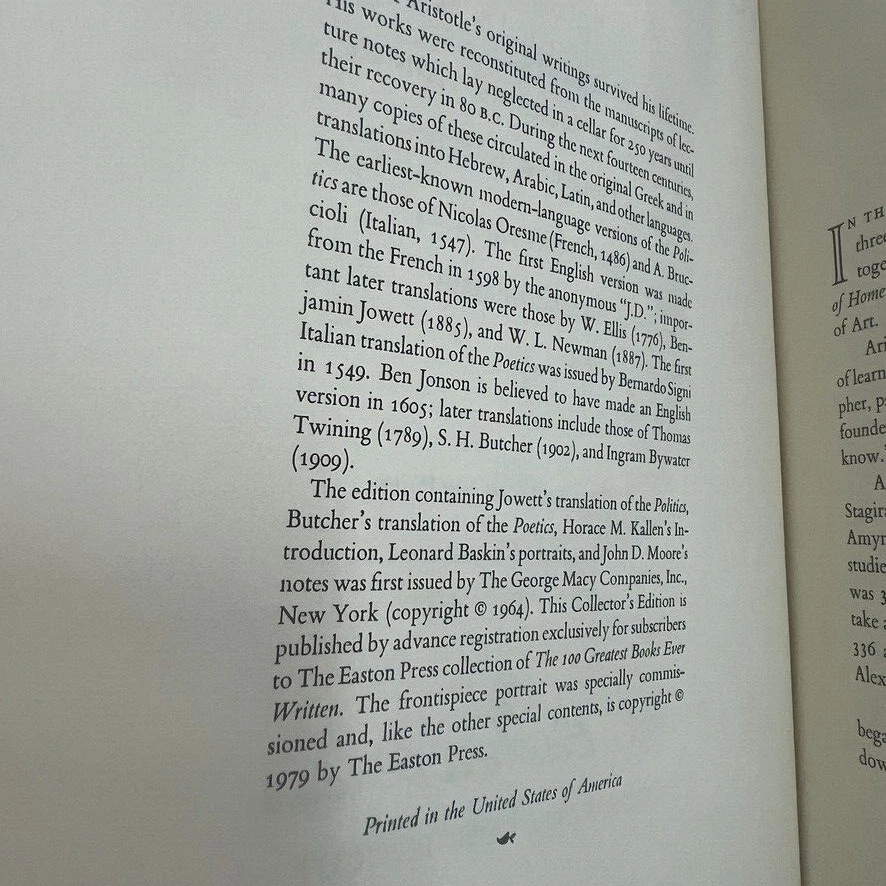 Aristotle's original writings survived his lifetime.
His works were reconstituted from the manuscripts of lec-
ture notes which lay neglected in a cellar for 250 years until
their recovery in 80 B.C. During the next fourteen centuries,
many copies of these circulated in the original Greek and in
translations into Hebrew, Arabic, Latin, and other languages.
The earliest-known modern-language versions of the Poli-
tics are those of Nicolas Oresme (French, 1486) and A. Bruc-
cioli (Italian, 1547). The first English version was made
from the French in 1598 by the anonymous "J.D."; impor-
tant later translations were those by W. Ellis (1776), Ben-
jamin Jowett (1885), and W. L. Newman (1887). The first
Italian translation of the Poetics was issued by Bernardo Signi
in 1549. Ben Jonson is believed to have made an English
version in 1605; later translations include those of Thomas
Twining (1789), S. H. Butcher (1902), and Ingram Bywater
(1909).
The edition containing Jowett's translation of the Politics,
Butcher's translation of the Poetics, Horace M. Kallen's In-
troduction, Leonard Baskin's portraits, and John D. Moore's
notes was first issued by The George Macy Companies, Inc.,
New York (copyright © 1964). This Collector's Edition is
published by advance registration exclusively for subscribers
to The Easton Press collection of The 100 Greatest Books Ever
Written. The frontispiece portrait was specially commis-
sioned and, like the other special contents, is copyright ©
1979 by The Easton Press.
Printed in the United States of America
IN TH
three
toge
of Home
of Art.
Ari
of learn
pher, p
founde
know.
A
Stagira
Amyn
studie
was 3
take a
336 a
Alex
bega
dow